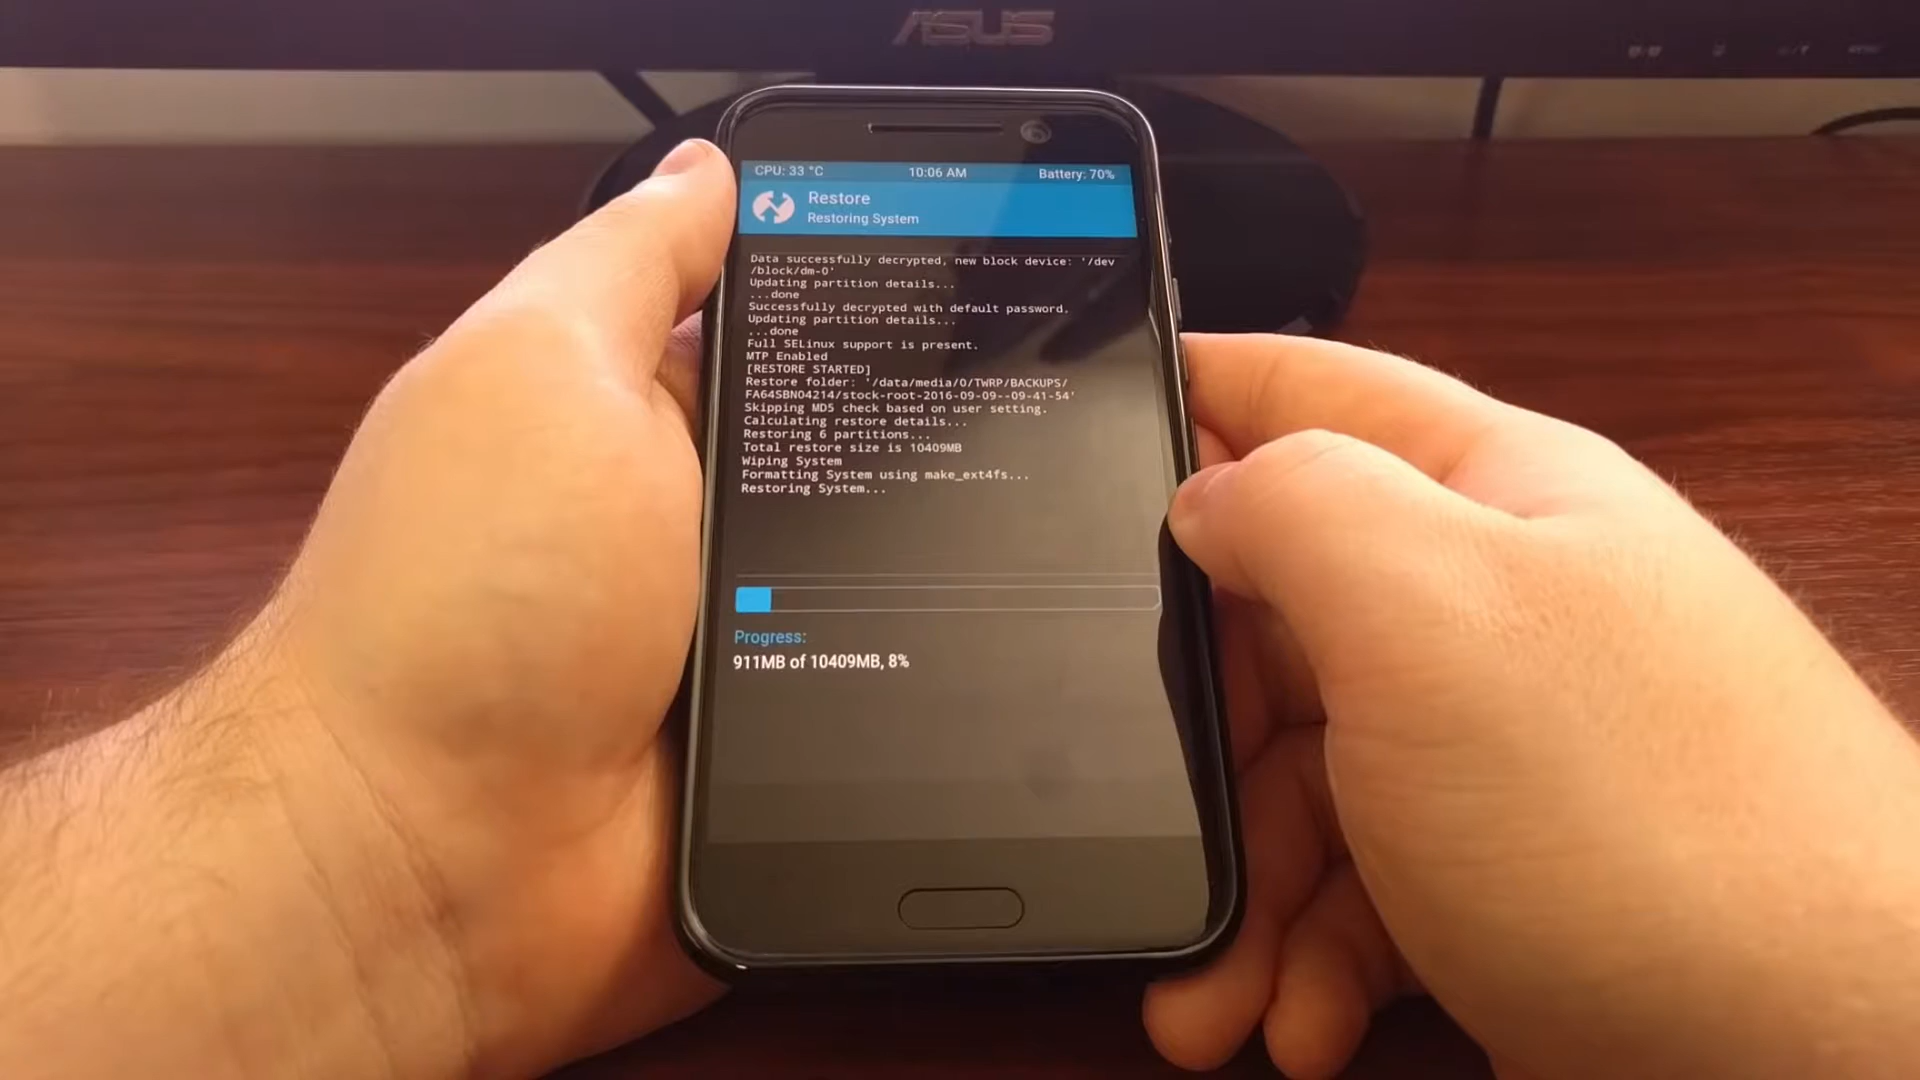 ASUS
CPU: 33 °C
10:06 AM
Battery: 70%
Restore
Restoring System
Data successfully decrypted, new block device: '/dev
/block/dm-0'
Updating partition details...
...done
Successfully decrypted with default password.
Updating partition details...
...done
Full SELinux support is present.
MTP Enabled
[RESTORE STARTED]
Restore folder: '/data/media/0/TWRP/BACKUPS/
FA64SBN04214/stock-root-2016-09-09--09-41-54'
Skipping MD5 check based on user setting.
Calculating restore details...
Restoring 6 partitions...
Total restore size is 10409MB
Wiping System
Formatting System using make_ext4fs...
Restoring System...
Progress:
911MB of 10409MB, 8%